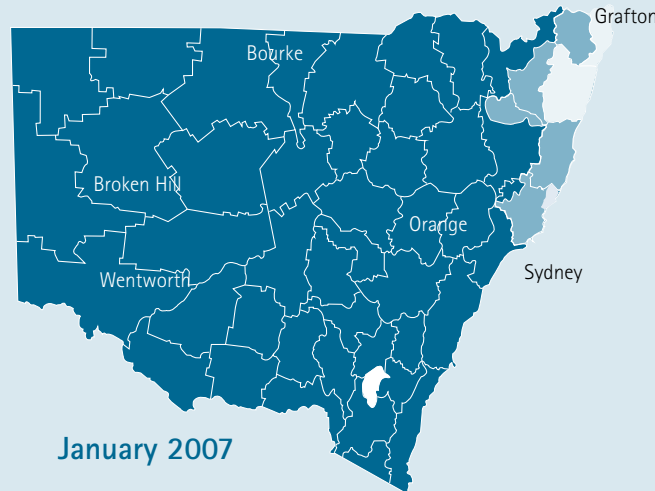 Grafton
Bourke
Broken Hill
Orange
Sydney
Wentworth
January 2007